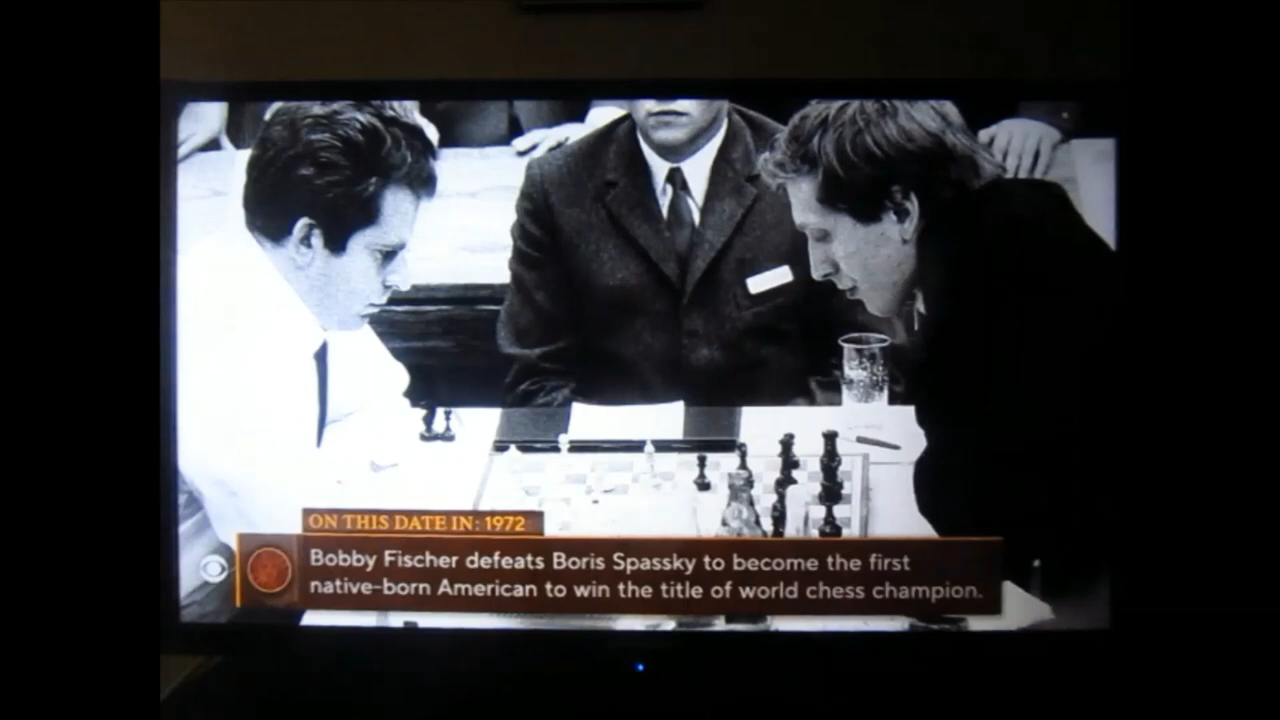 ON THIS DATE IN: 1972
Bobby Fischer defeats Boris Spassky to become the first
native-born American to win the title of world chess champion.